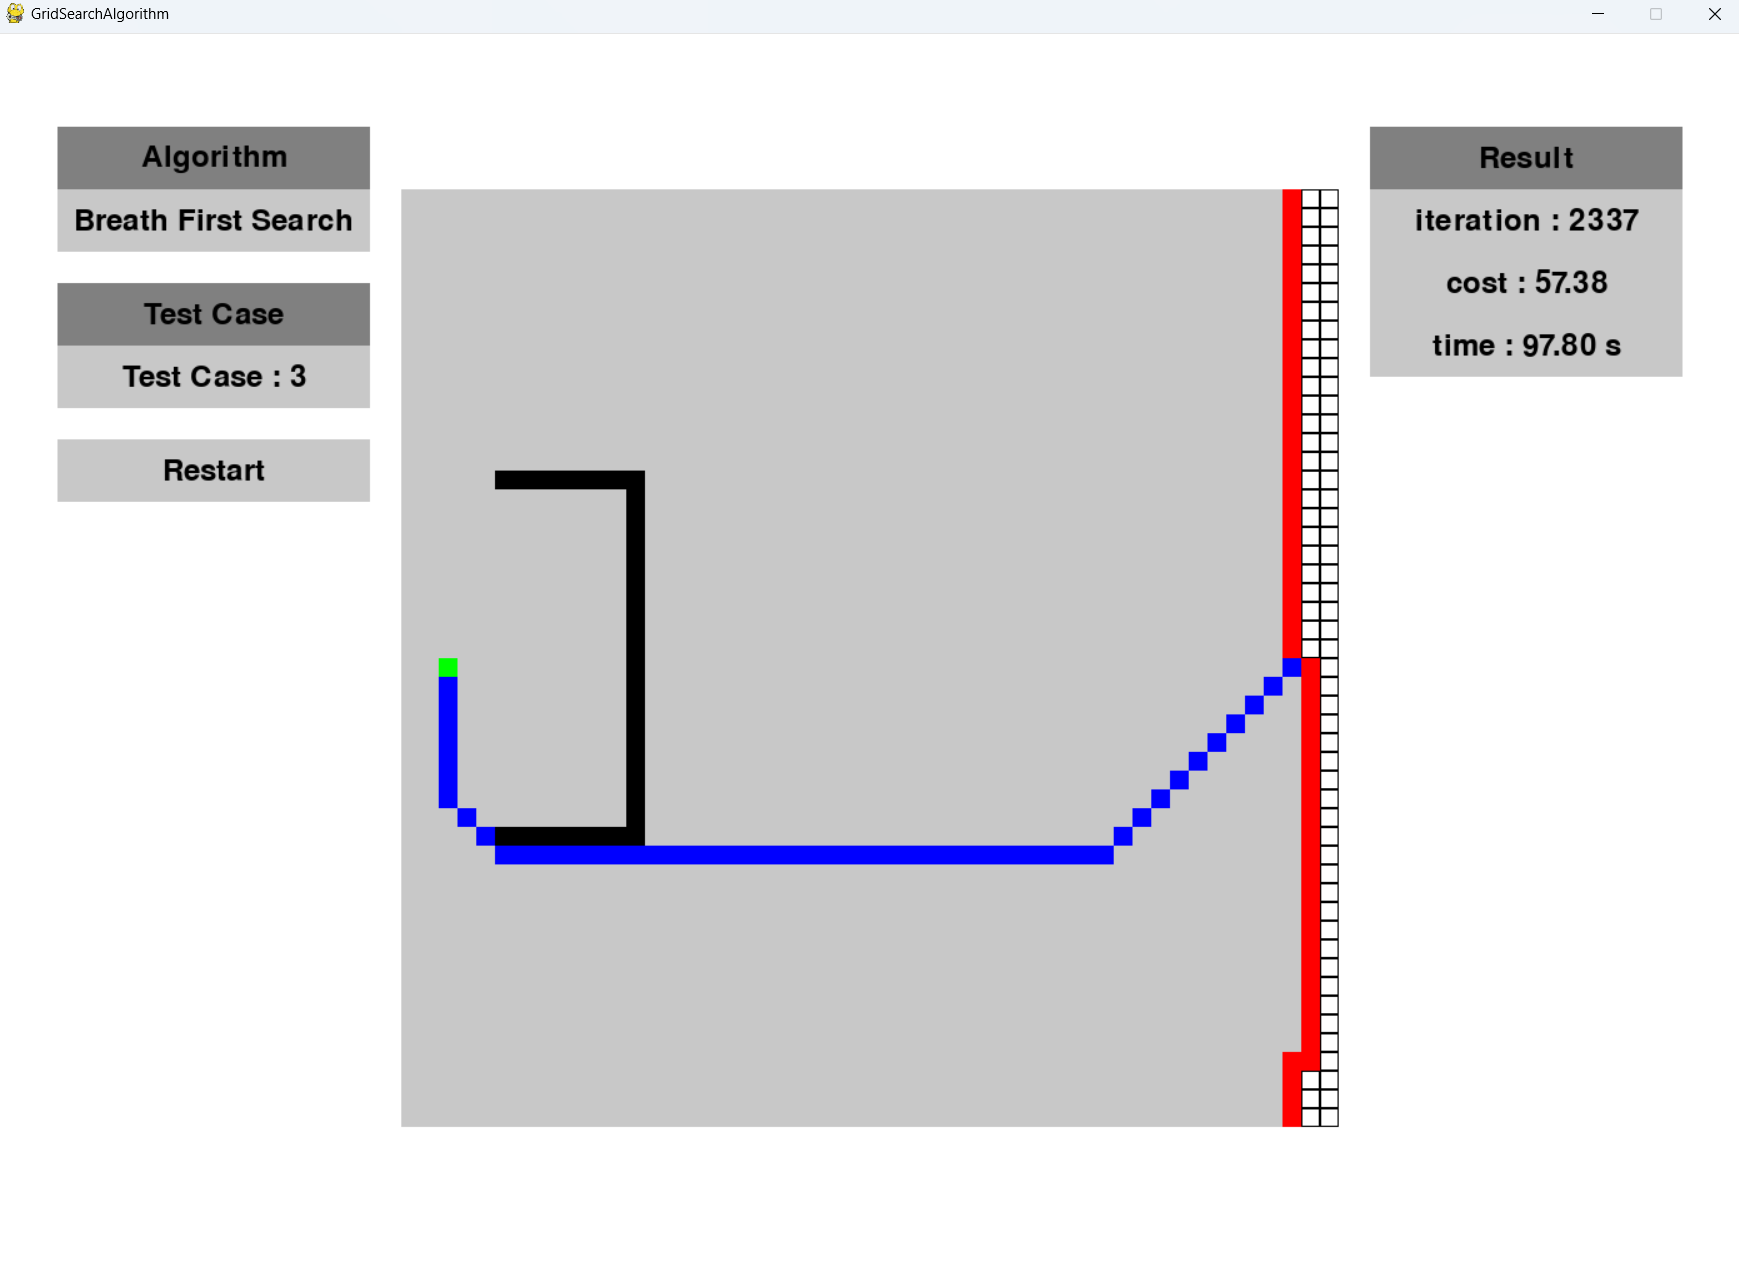 GridSearchAlgorithm
Algorithm
Breath First Search
Test Case
Test Case : 3
Restart
Result
iteration : 2337
cost : 57.38
time : 97.80 s